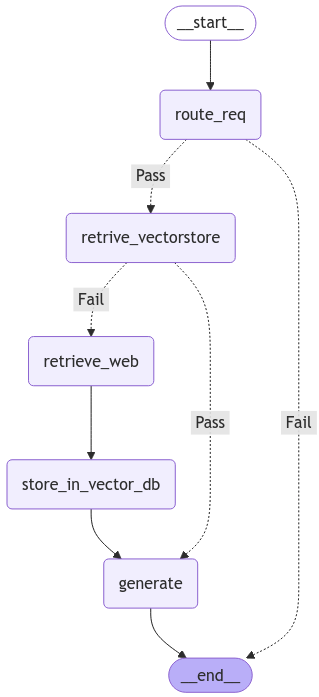 __start__
route_req
Pass
retrive_vectorstore
Fail
retrieve_web
Pass
Fail
store_in_vector_db
generate
__end__